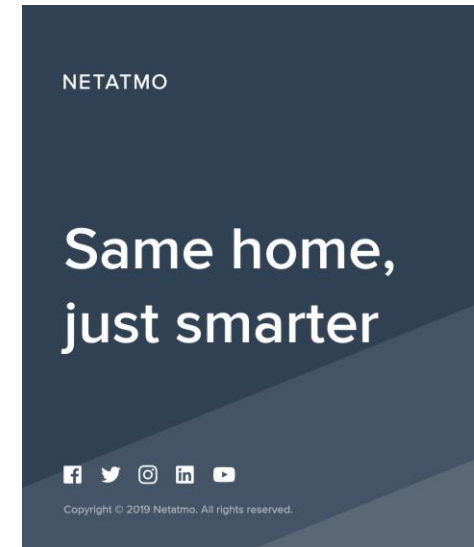 NETATMO
Same home,
just smarter
Copyright © 2019 Netatmo. All rights reserved.